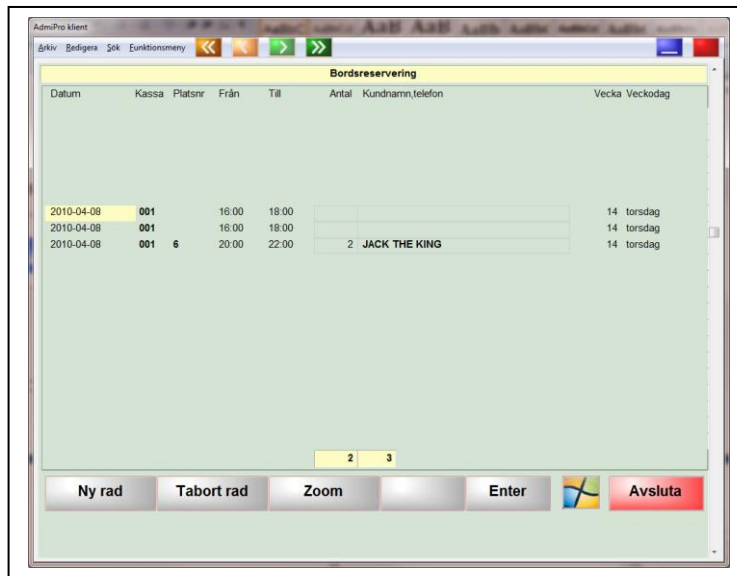 AdmiPro klient
Arkiv Redigera Sök Funktionsmeny
Bordsreservering
Datum Kassa Platsnr Från Till Antal Kundnamn,telefon Vecka Veckodag
2010-04-08 001 16:00 18:00 14 torsdag
2010-04-08 001 16:00 18:00 14 torsdag
2010-04-08 001 6 20:00 22:00 2 JACK THE KING 14 torsdag
2 3
Ny rad Tabort rad Zoom Enter Avsluta